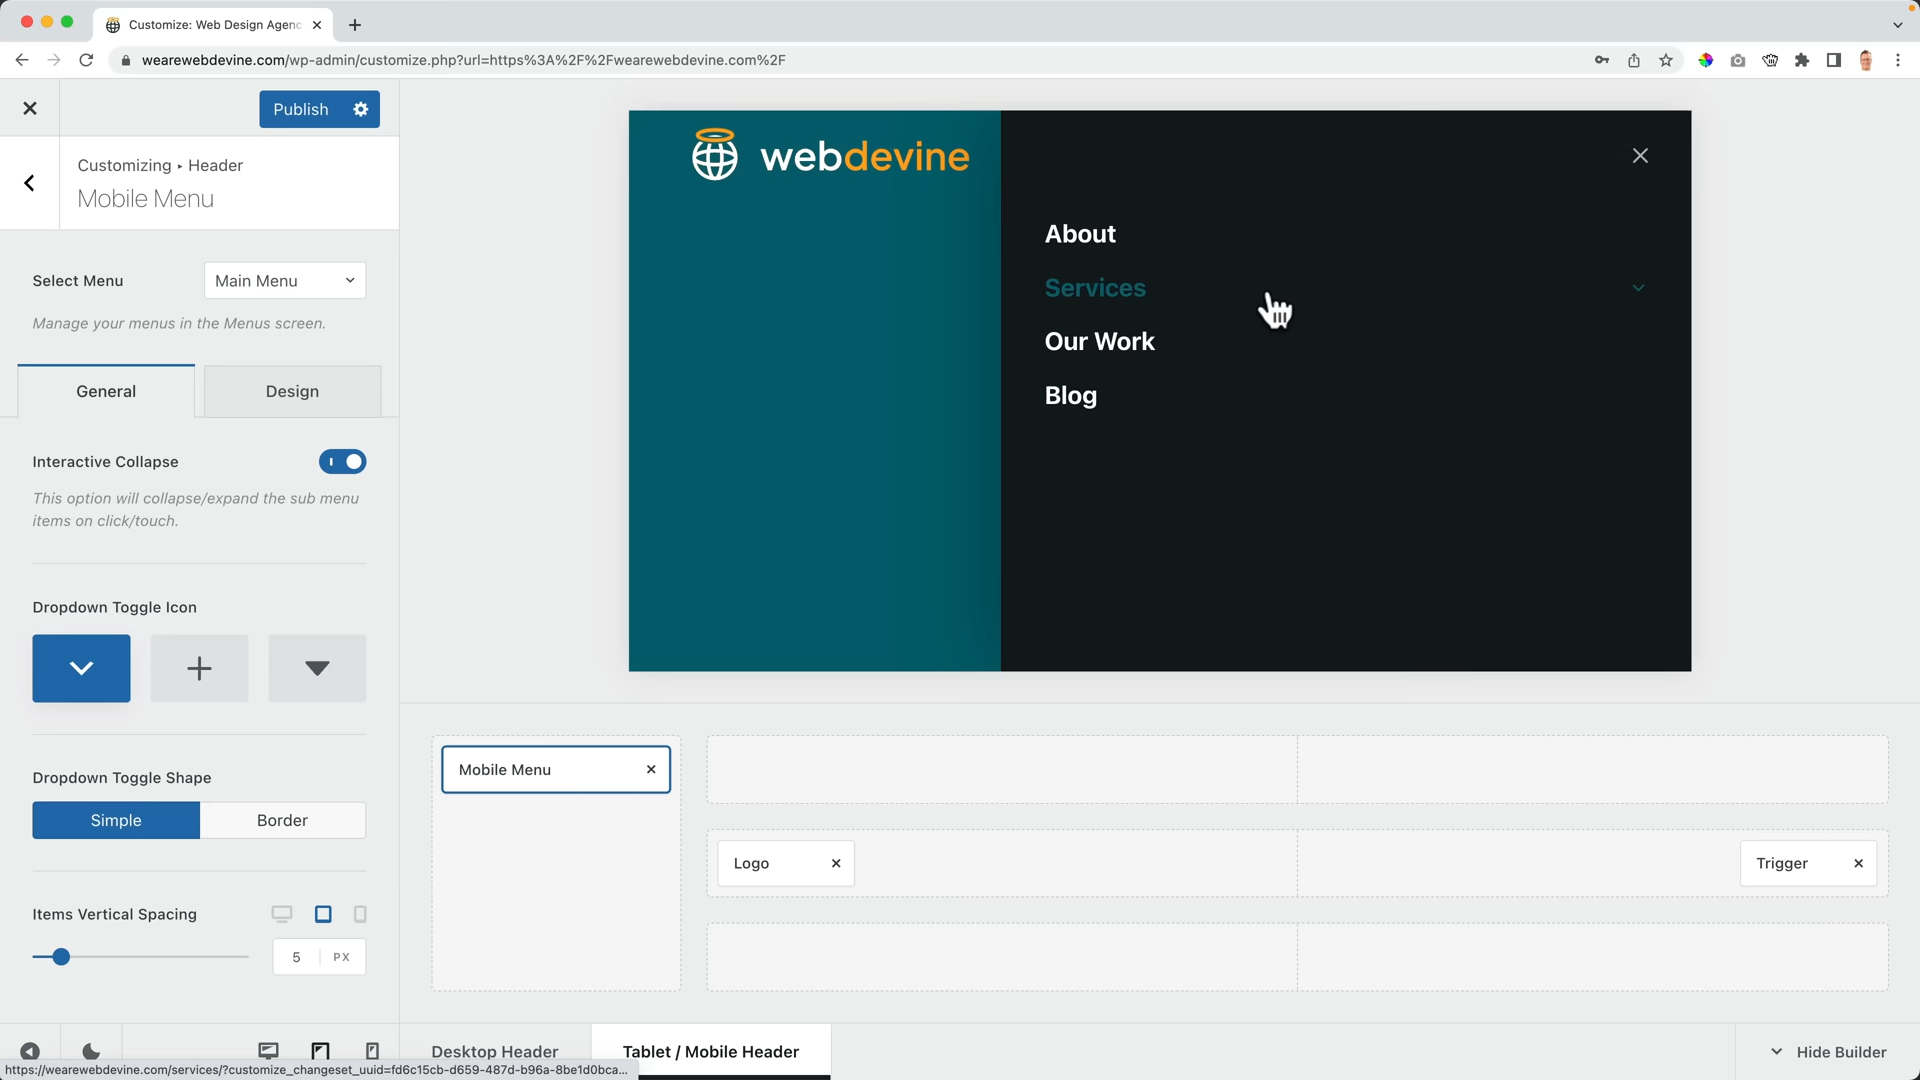 Customize: Web Design Agenc
wearewebdevine.com/wp-admin/customize.php?url=https%3A%2F%2Fwearewebdevine.com%2F
Publish
Customizing ▸ Header
Mobile Menu
Select Menu
Main Menu
Manage your menus in the Menus screen.
General
Design
Interactive Collapse
This option will collapse/expand the sub menu
items on click/touch.
Dropdown Toggle Icon
Dropdown Toggle Shape
Simple
Border
Items Vertical Spacing
5
PX
webdevine
About
Services
Our Work
Blog
Mobile Menu
Logo
Trigger
Desktop Header
Tablet / Mobile Header
Hide Builder
https://wearewebdevine.com/services/?customize_changeset_uuid=fd6c15cb-d659-487d-b96a-8be1d0bca...